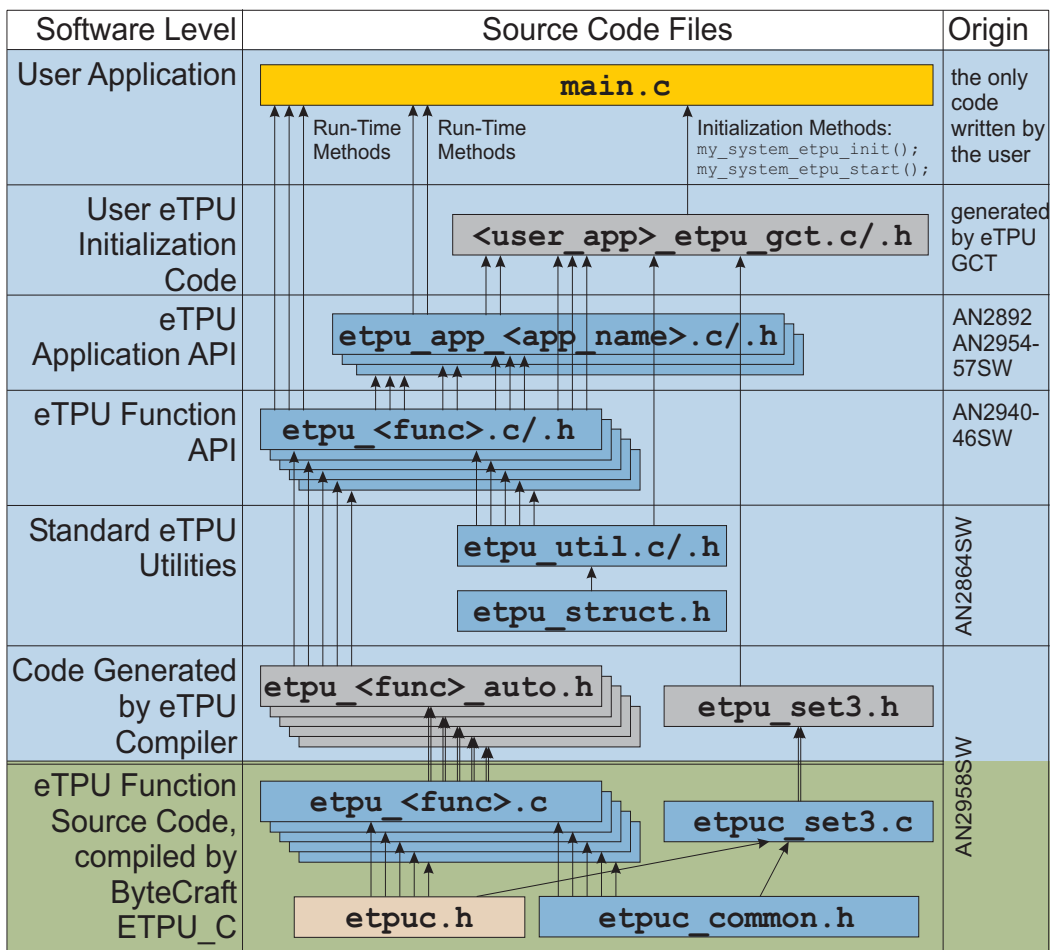 Software Level
Source Code Files
Origin
User Application
main.c
the only
code
written by
the user
Run-Time
Methods
Run-Time
Methods
Initialization Methods:
my_system_etpu_init();
my_system_etpu_start();
User eTPU
Initialization
Code
<user_app>_etpu_gct.c/.h
generated
by eTPU
GCT
eTPU
Application API
etpu_app_<app_name>.c/.h
AN2892
AN2954-
57SW
eTPU Function
API
etpu_<func>.c/.h
AN2940-
46SW
Standard eTPU
Utilities
etpu_util.c/.h
etpu_struct.h
AN2864SW
Code Generated
by eTPU
Compiler
etpu_<func>_auto.h
etpu_set3.h
AN2958SW
eTPU Function
Source Code,
compiled by
ByteCraft
ETPU_C
etpu_<func>.c
etpuc_set3.c
etpuc.h
etpuc_common.h